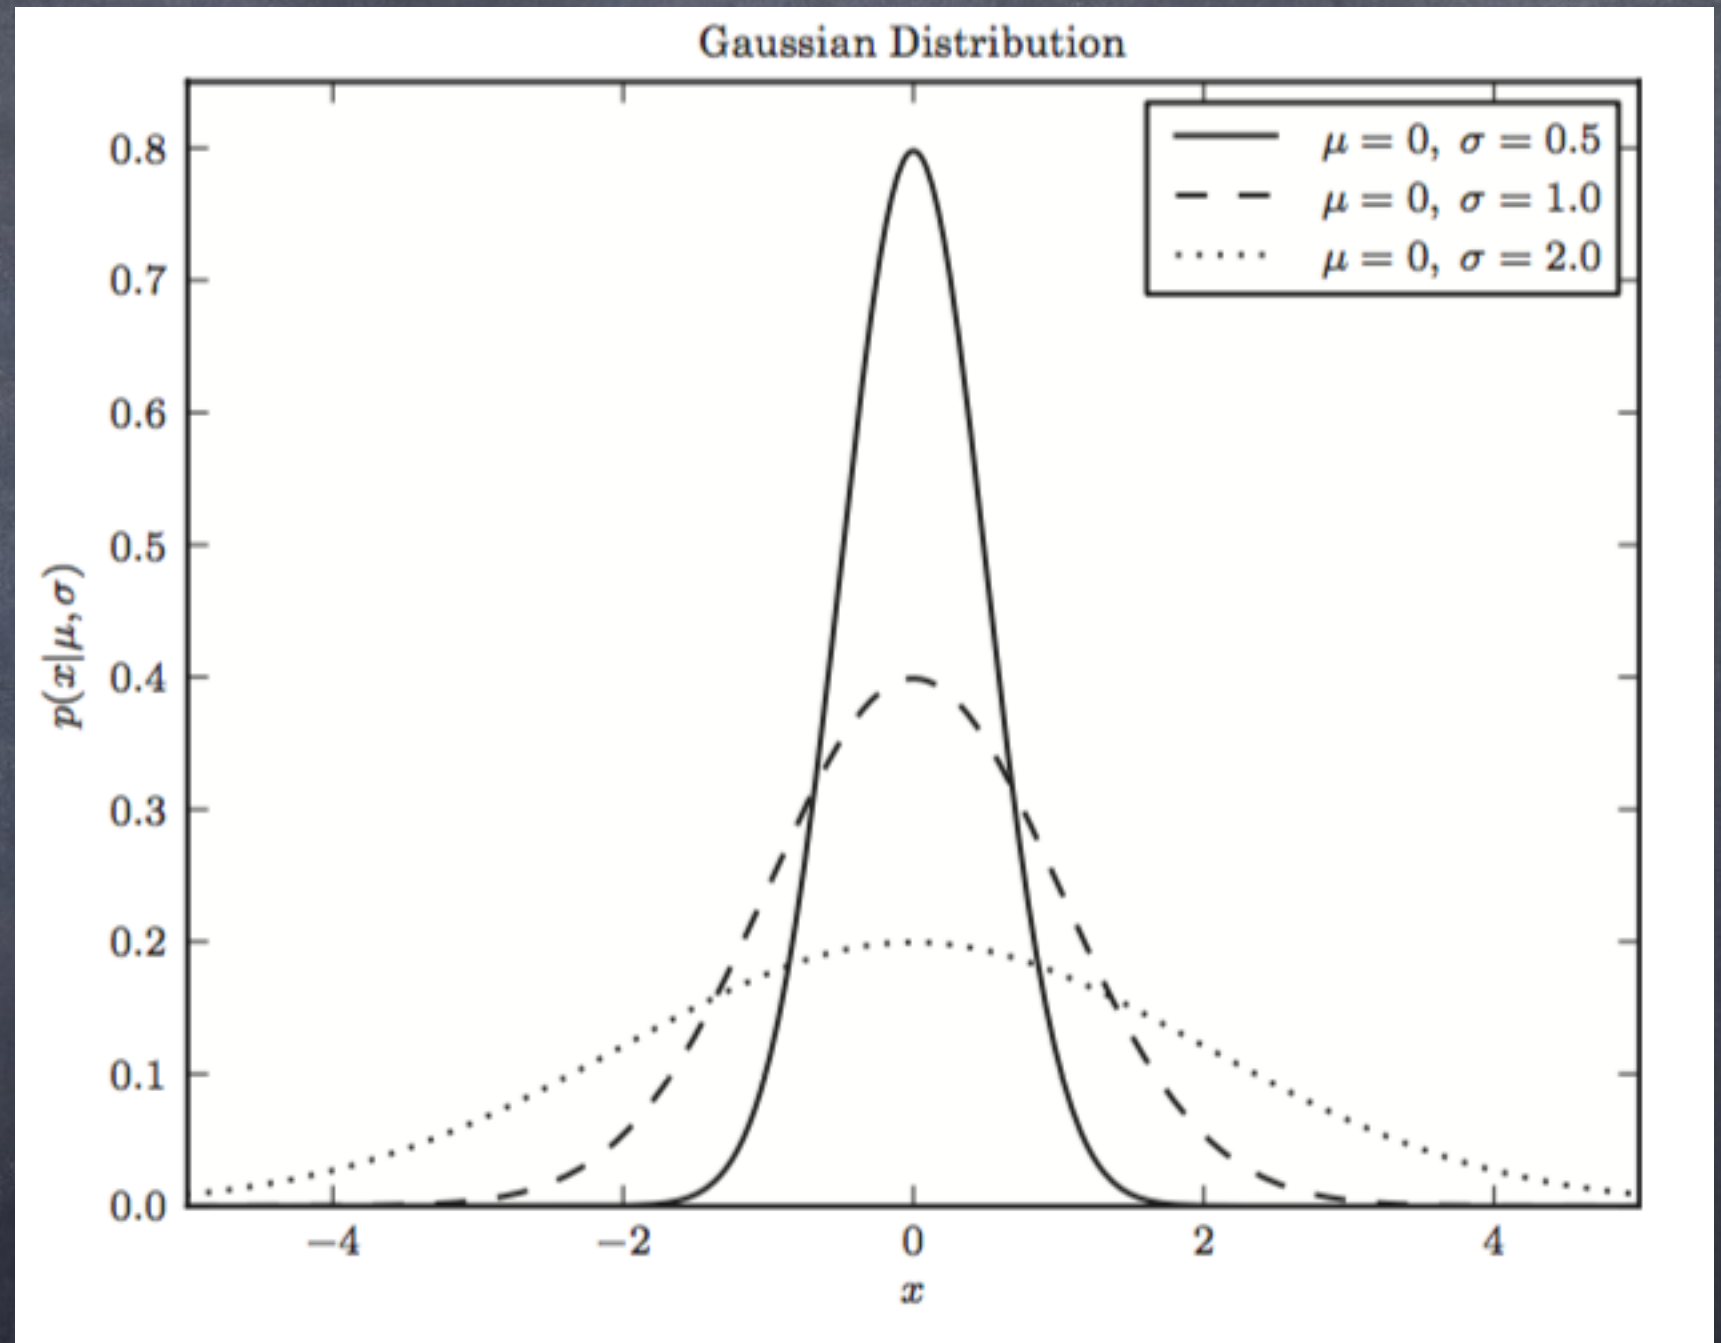 Gaussian Distribution
μ = 0, σ = 0.5
μ = 0, σ = 1.0
μ = 0, σ = 2.0
0.8
0.7
0.6
0.5
0.4
0.3
0.2
0.1
0.0
p(x|μ,σ)
−4 −2 0 2 4
x